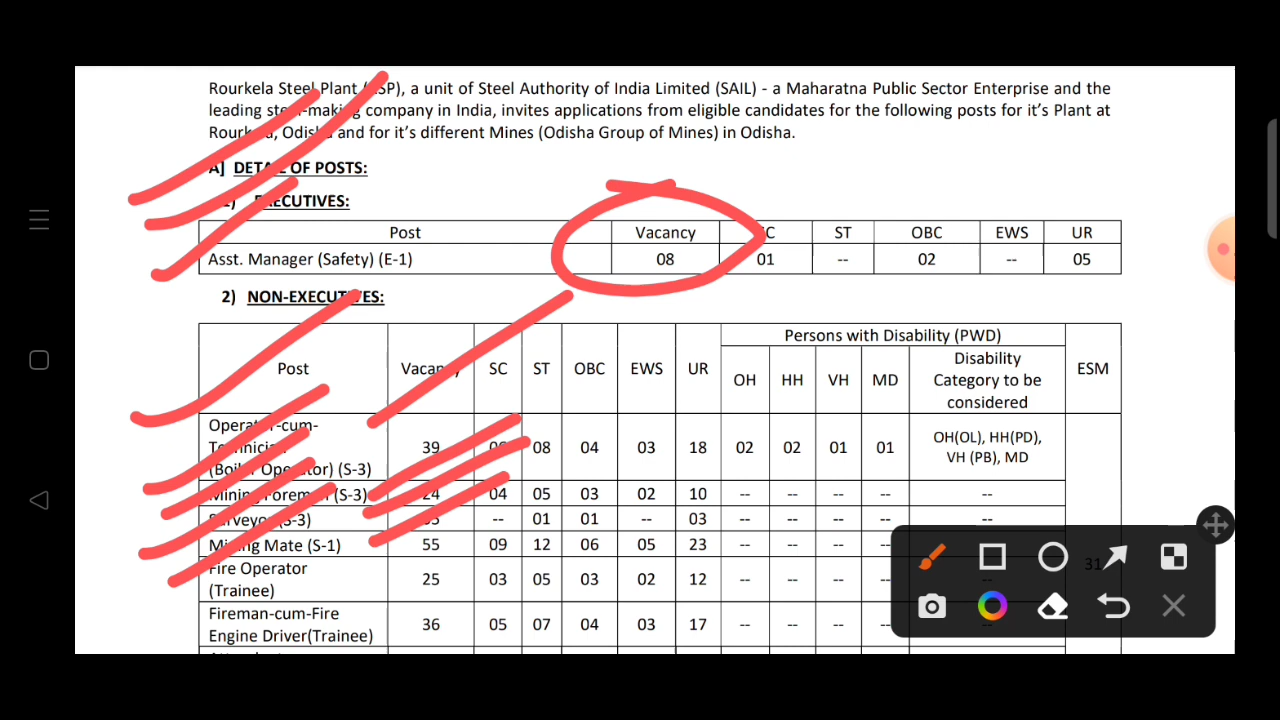 Rourkela Steel Plant (RSP), a unit of Steel Authority of India Limited (SAIL) - a Maharatna Public Sector Enterprise and the
leading steel-making company in India, invites applications from eligible candidates for the following posts for it's Plant at
Rourkela, Odisha and for it's different Mines (Odisha Group of Mines) in Odisha.
A] DETAIL OF POSTS:
1) EXECUTIVES:
Post Vacancy SC ST OBC EWS UR
Asst. Manager (Safety) (E-1) 08 01 -- 02 -- 05
2) NON-EXECUTIVES:
Persons with Disability (PWD)
Post Vacancy SC ST OBC EWS UR OH HH VH MD Disability Category to be considered ESM
Operator-cum-
Technician
(Boiler Operator) (S-3) 39 08 04 03 18 02 02 01 01 OH(OL), HH(PD), VH (PB), MD
Mining Foreman (S-3) 24 04 05 03 02 10 -- -- -- -- --
Surveyor (S-3) -- 01 01 -- 03 -- -- -- -- --
Mining Mate (S-1) 55 09 12 06 05 23 -- -- --
Fire Operator
(Trainee) 25 03 05 03 02 12 -- -- -- -- 31
Fireman-cum-Fire
Engine Driver(Trainee) 36 05 07 04 03 17 -- -- -- --